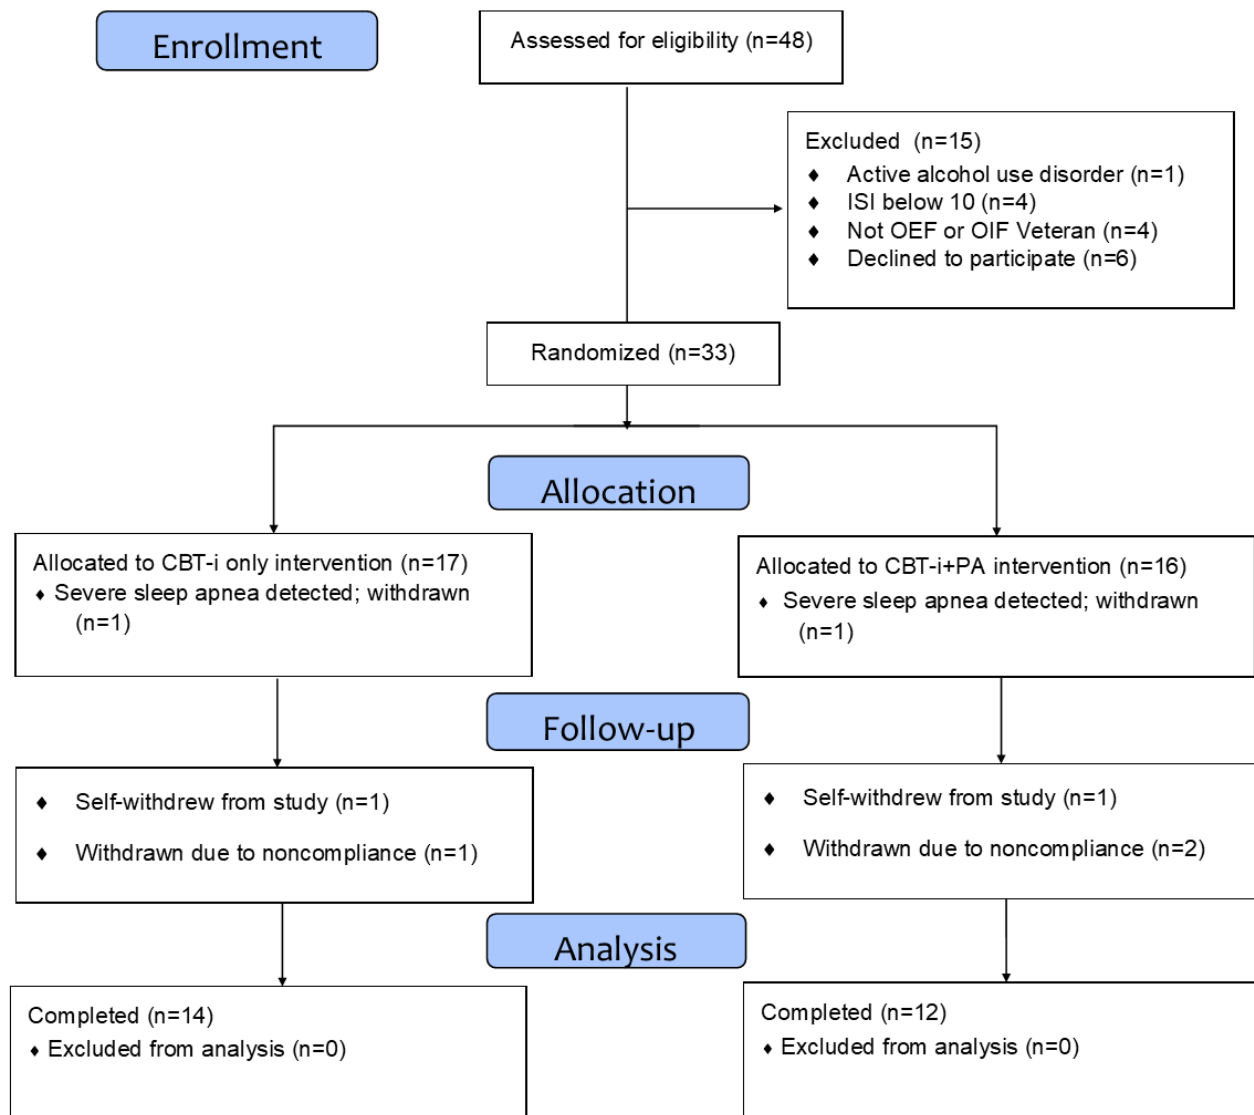 Enrollment
Assessed for eligibility (n=48)
Excluded  (n=15)
♦ Active alcohol use disorder (n=1)
♦ ISI below 10 (n=4)
♦ Not OEF or OIF Veteran (n=4)
♦ Declined to participate (n=6)
Randomized (n=33)
Allocation
Allocated to CBT-i only intervention (n=17)
♦ Severe sleep apnea detected; withdrawn
(n=1)
Allocated to CBT-i+PA intervention (n=16)
♦ Severe sleep apnea detected; withdrawn
(n=1)
Follow-up
♦ Self-withdrew from study (n=1)
♦ Withdrawn due to noncompliance (n=1)
♦ Self-withdrew from study (n=1)
♦ Withdrawn due to noncompliance (n=2)
Analysis
Completed (n=14)
♦ Excluded from analysis (n=0)
Completed (n=12)
♦ Excluded from analysis (n=0)